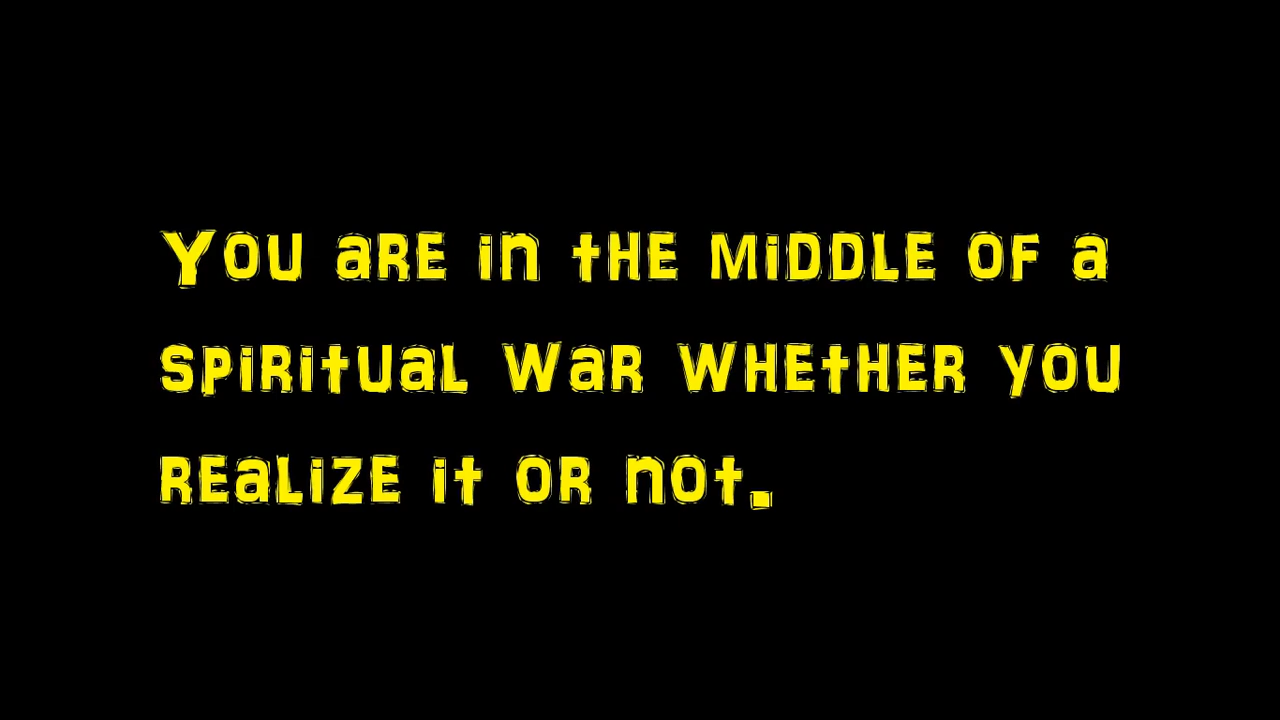 You are in the middle of a
spiritual war whether you
realize it or not.